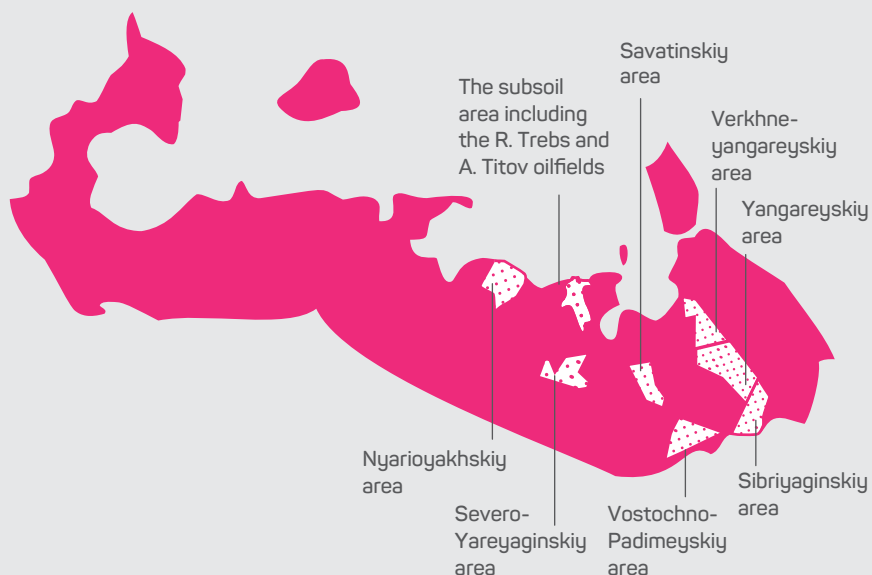 Savatinskiy
area
The subsoil
area including
the R. Trebs and
A. Titov oilfields
Verkhne-
yangareyskiy
area
Yangareyskiy
area
Nyarioyakhskiy
area
Severo-
Yareyaginskiy
area
Vostochno-
Padimeyskiy
area
Sibriyaginskiy
area